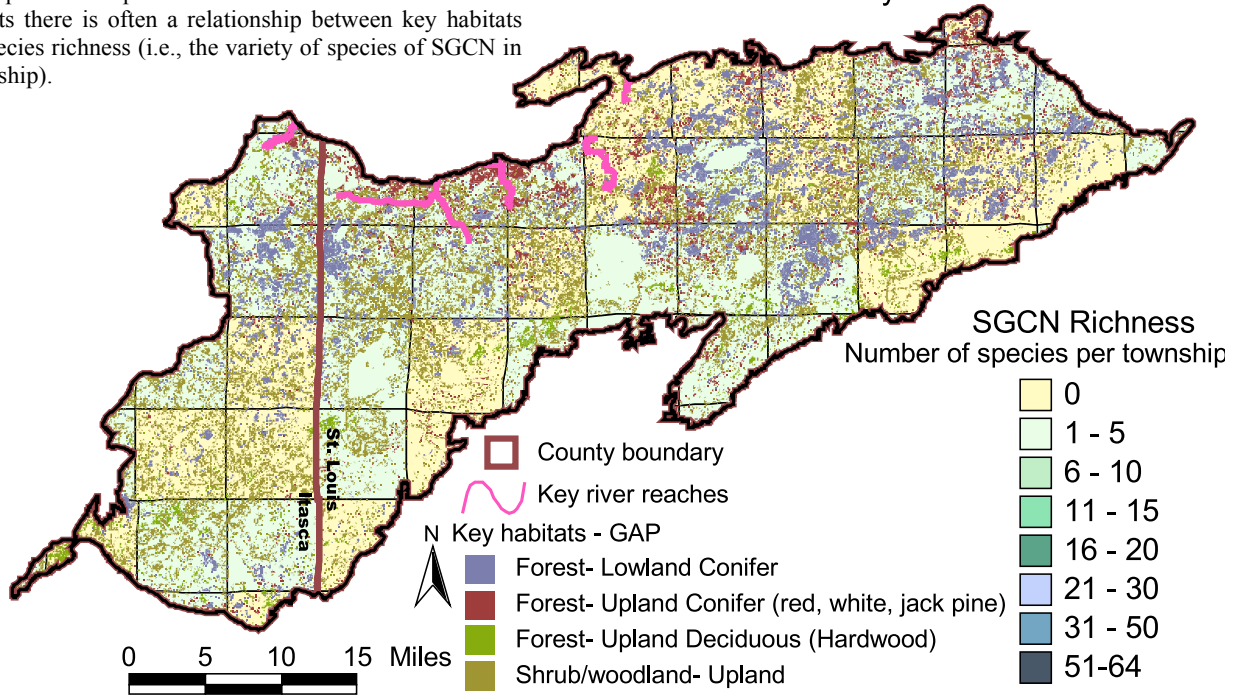 ts there is often a relationship between key habitats
ecies richness (i.e., the variety of species of SGCN in
ship).
SGCN Richness
Number of species per township
0
1 - 5
6 - 10
11 - 15
16 - 20
21 - 30
31 - 50
51-64
St. Louis
Itasca
County boundary
Key river reaches
N
Key habitats - GAP
Forest- Lowland Conifer
Forest- Upland Conifer (red, white, jack pine)
Forest- Upland Deciduous (Hardwood)
Shrub/woodland- Upland
0 5 10 15 Miles